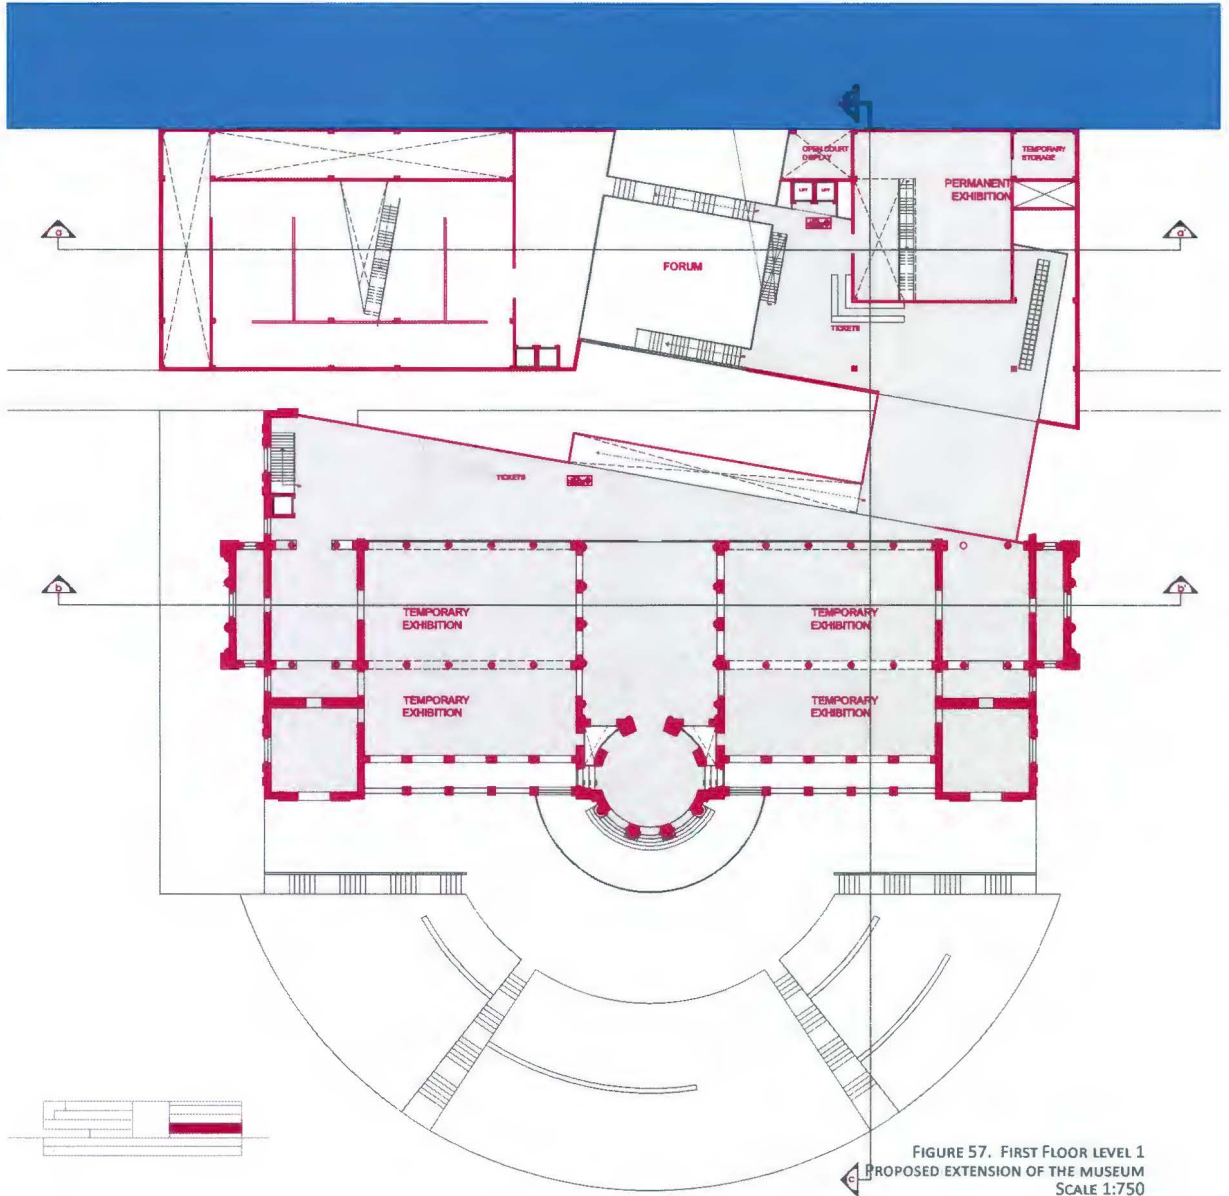 OPEN COURT
DISPLAY
TEMPORARY
STORAGE
LIFT LIFT
PERMANENT
EXHIBITION
a
a'
FORUM
TICKETS
TICKETS
b
b'
TEMPORARY
EXHIBITION
TEMPORARY
EXHIBITION
TEMPORARY
EXHIBITION
TEMPORARY
EXHIBITION
c
FIGURE 57. FIRST FLOOR LEVEL 1
PROPOSED EXTENSION OF THE MUSEUM
SCALE 1:750